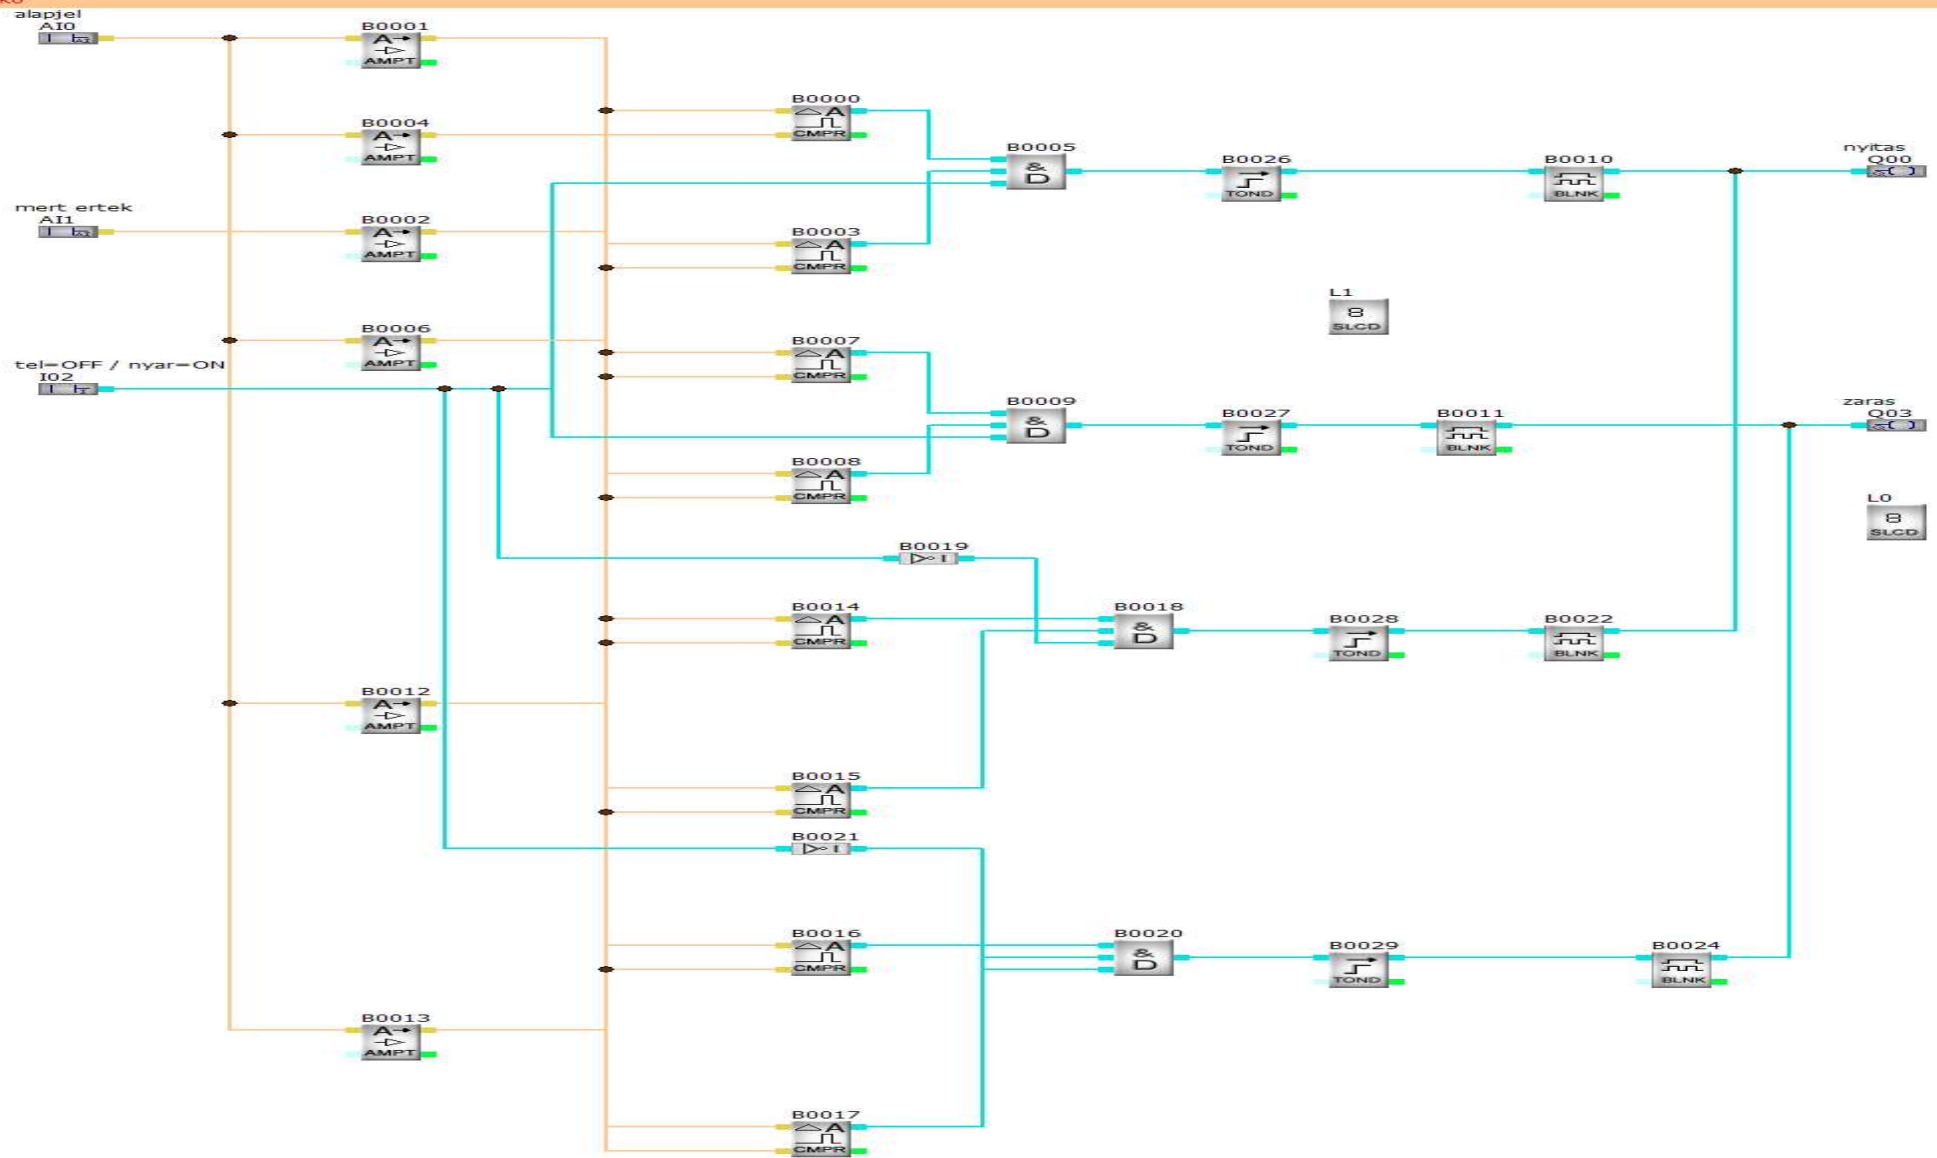 alapjel
AI0
B0001
A
AMPT
B0000
A
CMPR
B0004
A
AMPT
B0005
&
D
B0026
TOND
B0010
BLNK
nyitas
Q00
mert ertek
AI1
B0002
A
AMPT
B0003
A
CMPR
L1
8
SLCD
B0006
A
AMPT
B0007
A
CMPR
tel=OFF / nyar=ON
I02
B0009
&
D
B0027
TOND
B0011
BLNK
zaras
Q03
B0008
A
CMPR
L0
8
SLCD
B0019
B0014
A
CMPR
B0018
&
D
B0028
TOND
B0022
BLNK
B0012
A
AMPT
B0015
A
CMPR
B0021
B0016
A
CMPR
B0020
&
D
B0029
TOND
B0024
BLNK
B0013
A
AMPT
B0017
A
CMPR